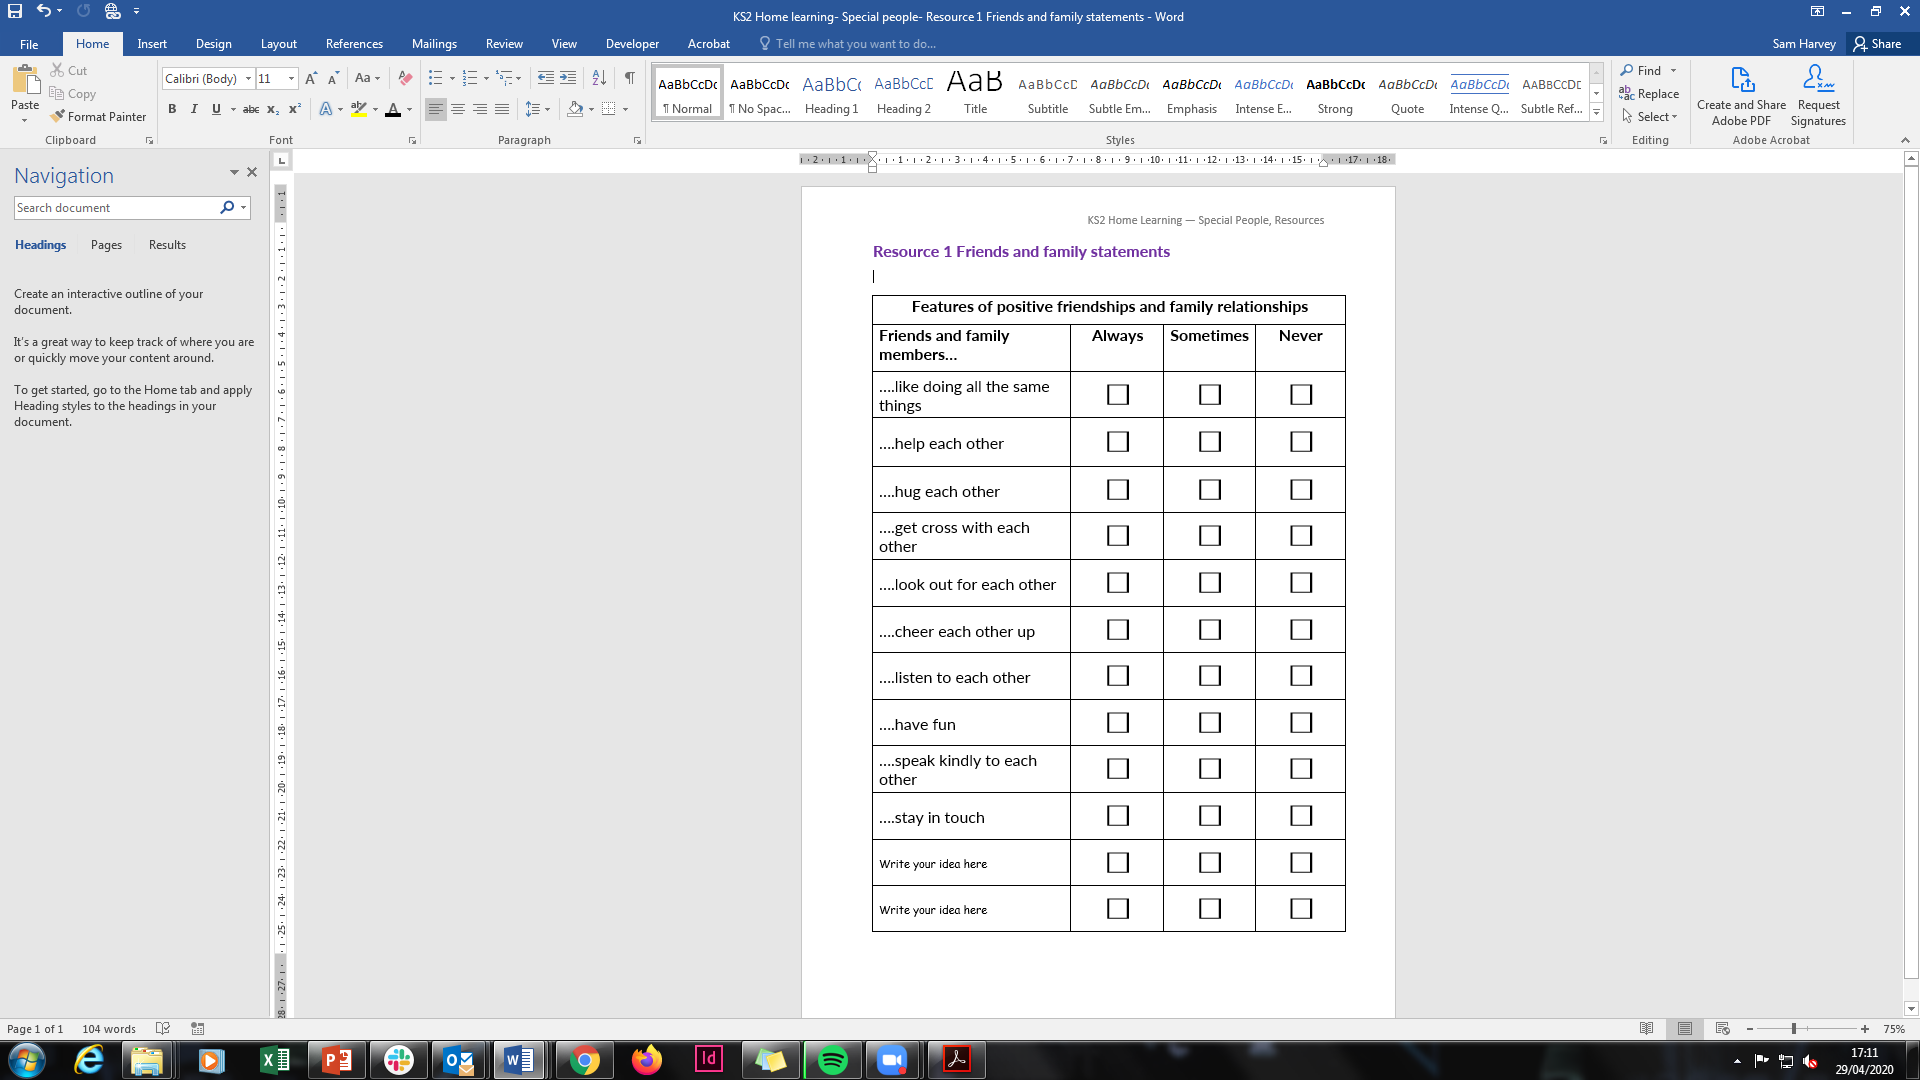 KS2 Home learning- Special people- Resource 1 Friends and family statements - Word
File Home Insert Design Layout References Mailings Review View Developer Acrobat Tell me what you want to do... Sam Harvey Share
Paste
Cut
Copy
Format Painter
Clipboard
Calibri (Body) 11
Font
Paragraph
AaBbCcDc AaBbCcDc AaBbCc AaBbCcD AaB AaBbCcD AaBbCcDc AaBbCcDc AaBbCcDc AaBbCcDc AaBbCcDc AaBbCcDc AaBbCcDc
¶ Normal ¶ No Spac... Heading 1 Heading 2 Title Subtitle Subtle Em... Emphasis Intense E... Strong Quote Intense Q... Subtle Ref...
Styles
Find
Replace
Select
Editing
Create and Share Adobe PDF
Request Signatures
Adobe Acrobat
Navigation
Search document
Headings Pages Results
Create an interactive outline of your
document.
It's a great way to keep track of where you are
or quickly move your content around.
To get started, go to the Home tab and apply
Heading styles to the headings in your
document.
KS2 Home Learning — Special People, Resources
Resource 1 Friends and family statements
Features of positive friendships and family relationships
Friends and family
members... Always Sometimes Never
....like doing all the same
things
....help each other
....hug each other
....get cross with each
other
....look out for each other
....cheer each other up
....listen to each other
....have fun
....speak kindly to each
other
....stay in touch
Write your idea here
Write your idea here
Page 1 of 1 104 words 75%
17:11
29/04/2020